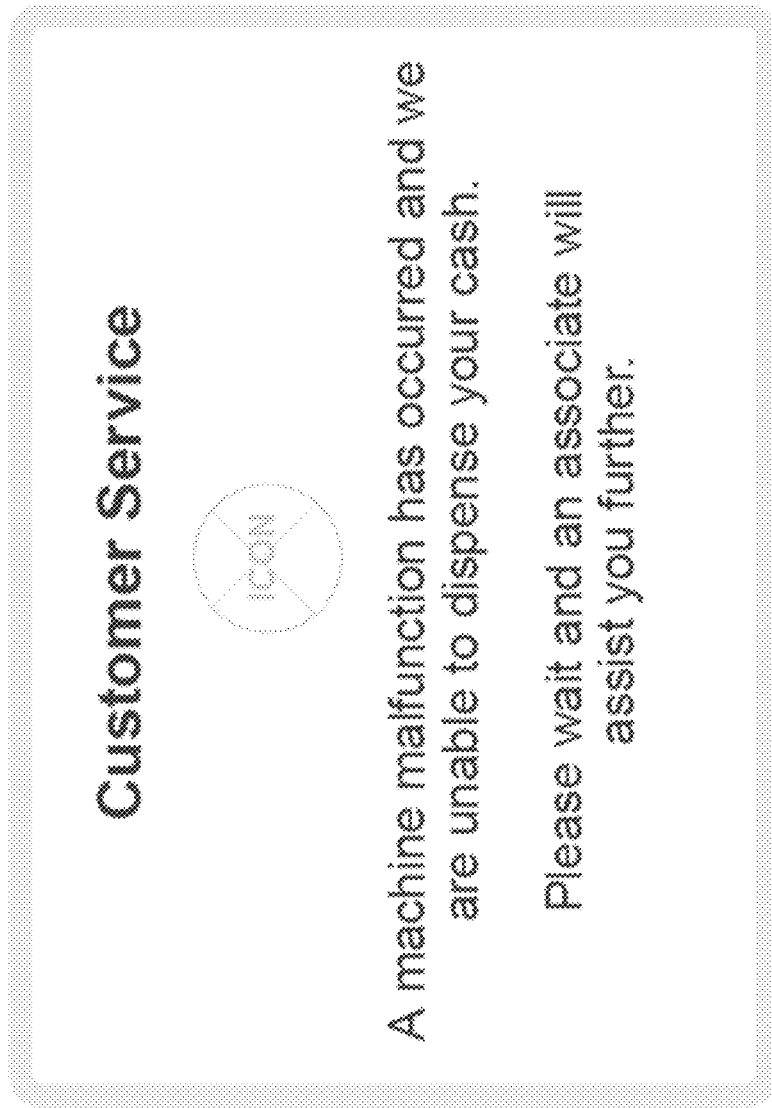 Customer Service
ICON
A machine malfunction has occurred and we
are unable to dispense your cash.
Please wait and an associate will
assist you further.